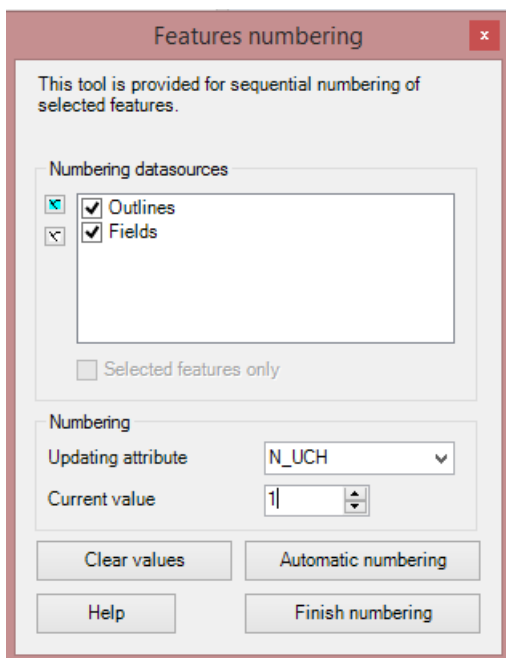 Features numbering
x
This tool is provided for sequential numbering of
selected features.
Numbering datasources
Outlines
Fields
Selected features only
Numbering
Updating attribute N_UCH
Current value 1
Clear values Automatic numbering
Help Finish numbering